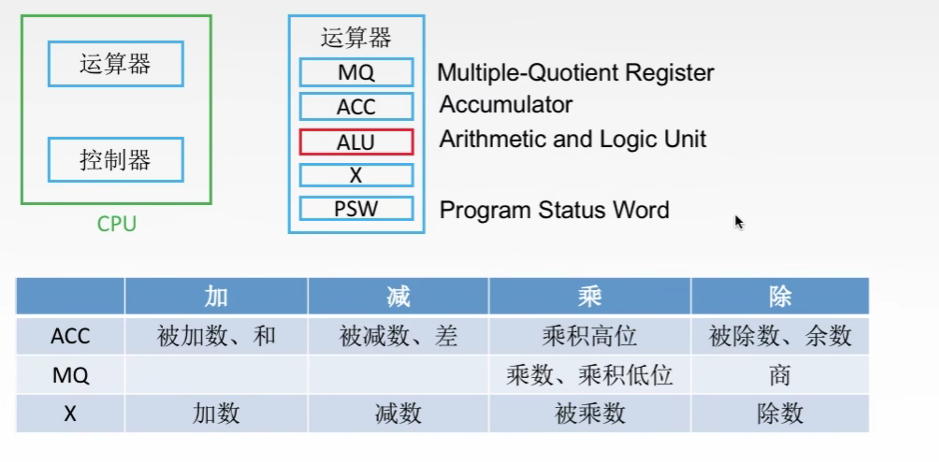 运算器
控制器
CPU
运算器
MQ Multiple-Quotient Register
ACC Accumulator
ALU Arithmetic and Logic Unit
X
PSW Program Status Word
加 减 乘 除
ACC 被加数、和 被减数、差 乘积高位 被除数、余数
MQ 乘数、乘积低位 商
X 加数 减数 被乘数 除数